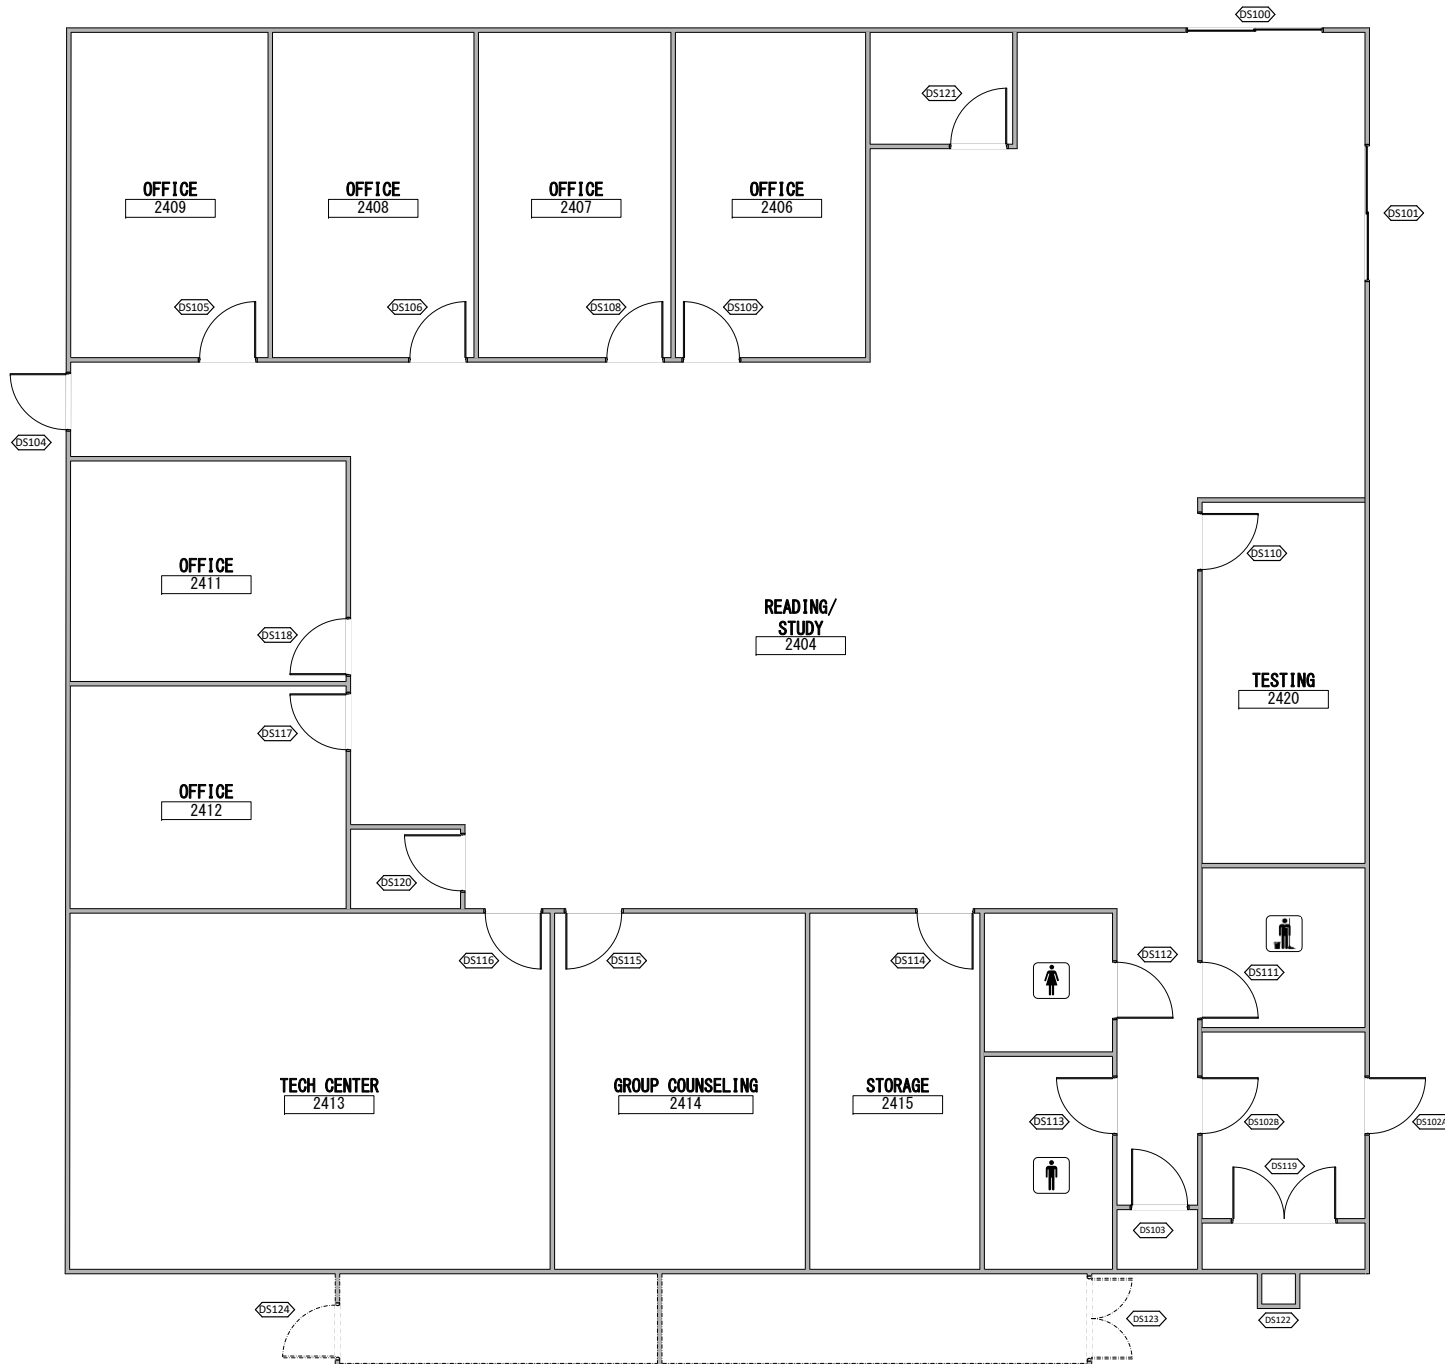 DS100
DS121
OFFICE
2409
OFFICE
2408
OFFICE
2407
OFFICE
2406
DS101
DS105
DS106
DS108
DS109
DS104
DS110
OFFICE
2411
READING/
STUDY
2404
DS118
TESTING
2420
DS117
OFFICE
2412
DS120
DS116
DS115
DS114
DS112
DS111
TECH CENTER
2413
GROUP COUNSELING
2414
STORAGE
2415
DS113
DS102B
DS102A
DS119
DS103
DS124
DS123
DS122